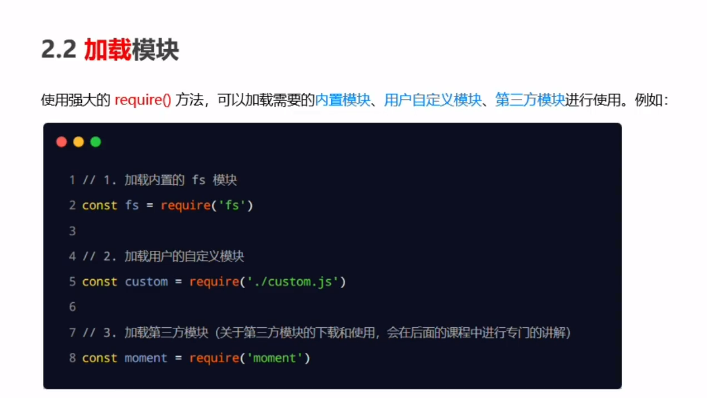 2.2 加载模块
使用强大的 require() 方法，可以加载需要的内置模块、用户自定义模块、第三方模块进行使用。例如：
1 // 1. 加载内置的 fs 模块
2 const fs = require('fs')
3
4 // 2. 加载用户的自定义模块
5 const custom = require('./custom.js')
6
7 // 3. 加载第三方模块（关于第三方模块的下载和使用，会在后面的课程中进行专门的讲解）
8 const moment = require('moment')